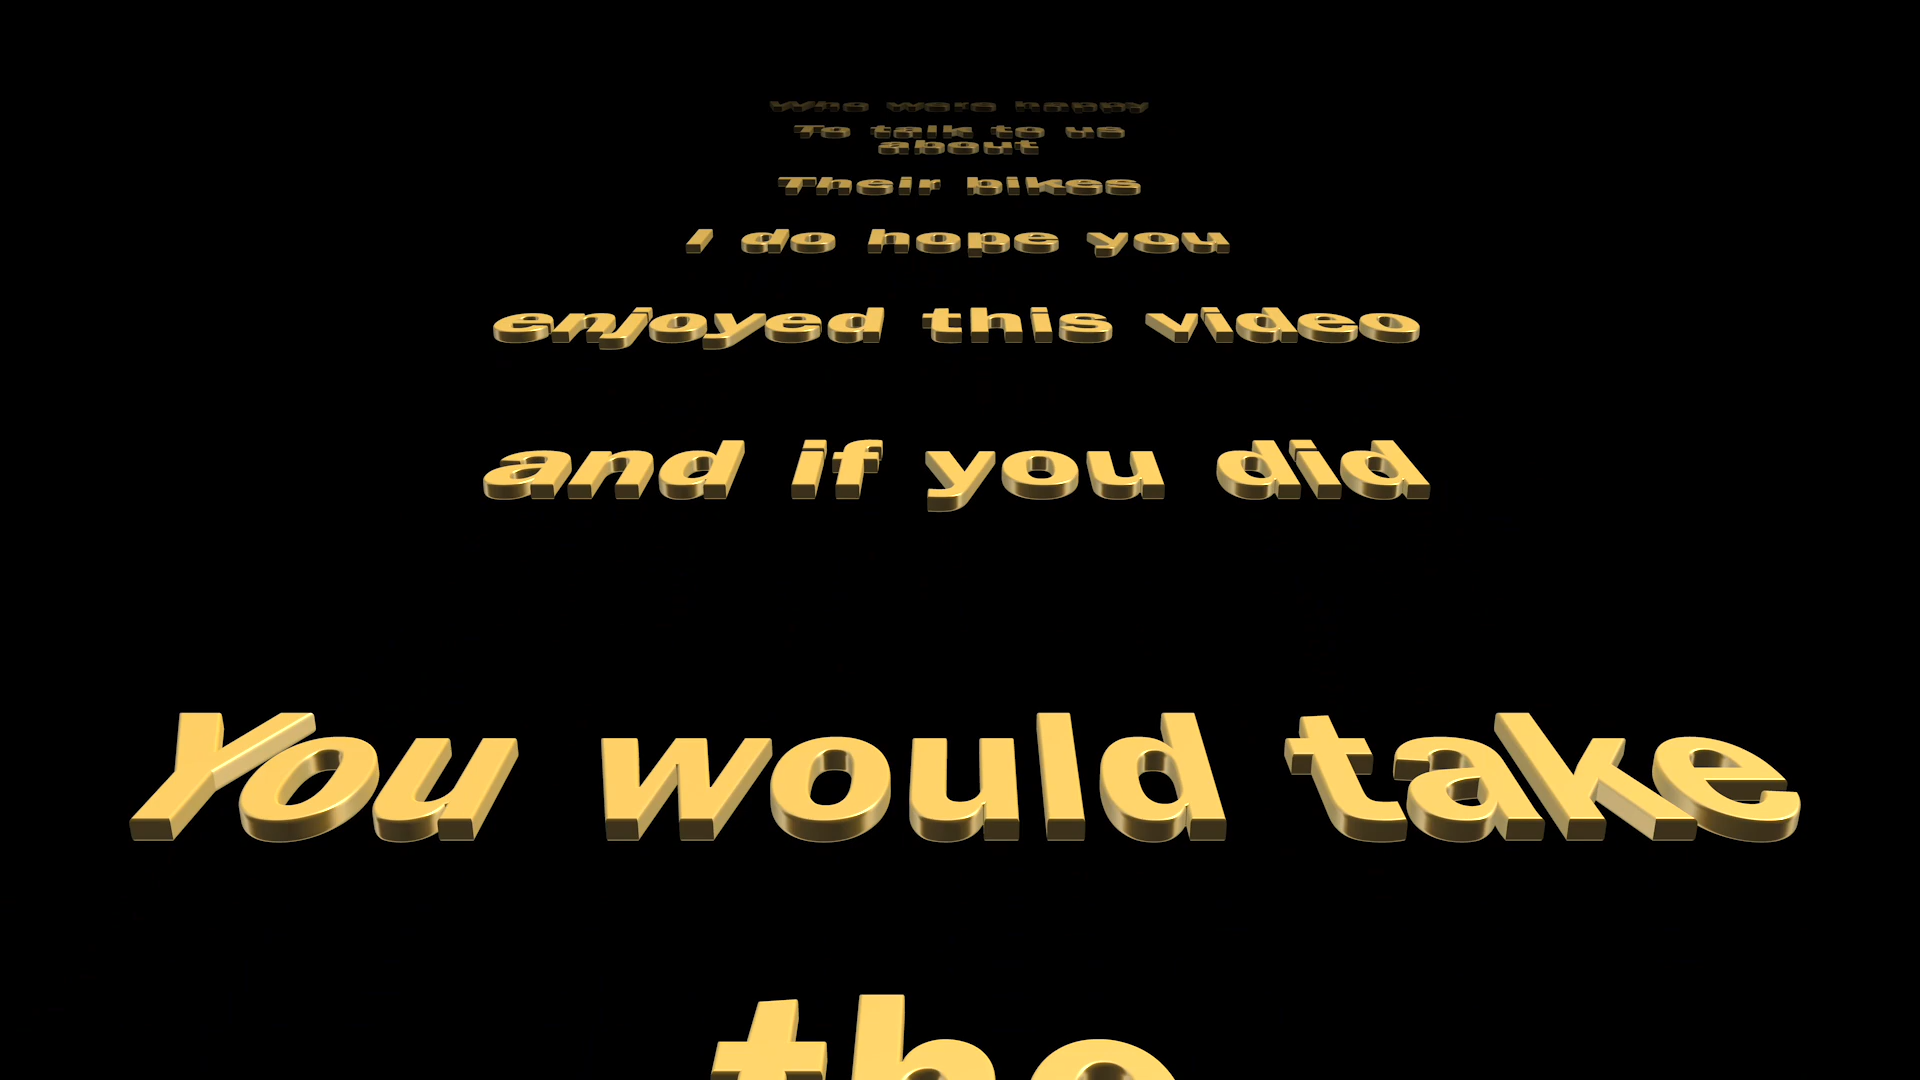 Who were happy
To talk to us
about
Their bikes
I do hope you
enjoyed this video
and if you did
You would take
the